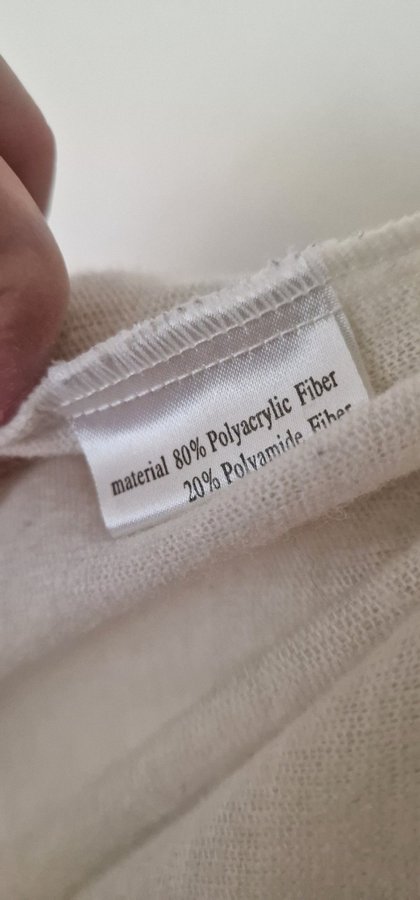 material 80% Polyacrylic Fiber
20% Polyamide Fiber